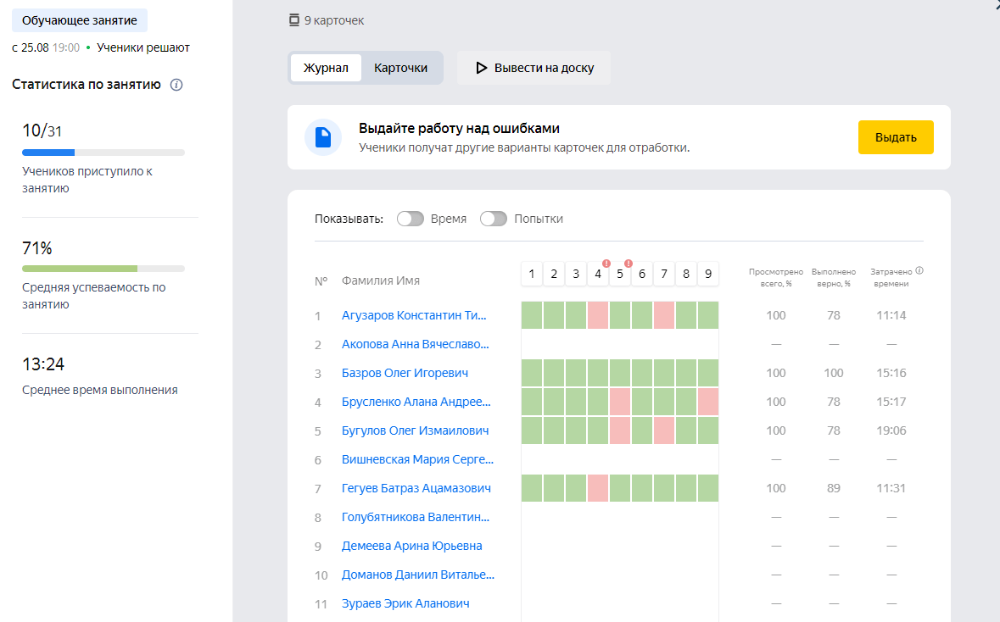 Обучающее занятие
с 25.08 19:00 • Ученики решают
Статистика по занятию
10/31
Учеников приступило к
занятию
71%
Средняя успеваемость по
занятию
13:24
Среднее время выполнения
9 карточек
Журнал Карточки Вывести на доску
Выдайте работу над ошибками
Ученики получат другие варианты карточек для отработки.
Выдать
Показывать: Время Попытки
№ Фамилия Имя 1 2 3 4 ! 5 ! 6 7 8 9 Просмотрено всего, % Выполнено верно, % Затрачено времени
1 Агузаров Константин Ти... 100 78 11:14
2 Акопова Анна Вячеславо... — — —
3 Базров Олег Игоревич 100 100 15:16
4 Брусленко Алана Андрее... 100 78 15:17
5 Бугулов Олег Измаилович 100 78 19:06
6 Вишневская Мария Серге... — — —
7 Гегуев Батраз Ацамазович 100 89 11:31
8 Голубятникова Валентин... — — —
9 Демеева Арина Юрьевна — — —
10 Доманов Даниил Виталье... — — —
11 Зураев Эрик Аланович — — —